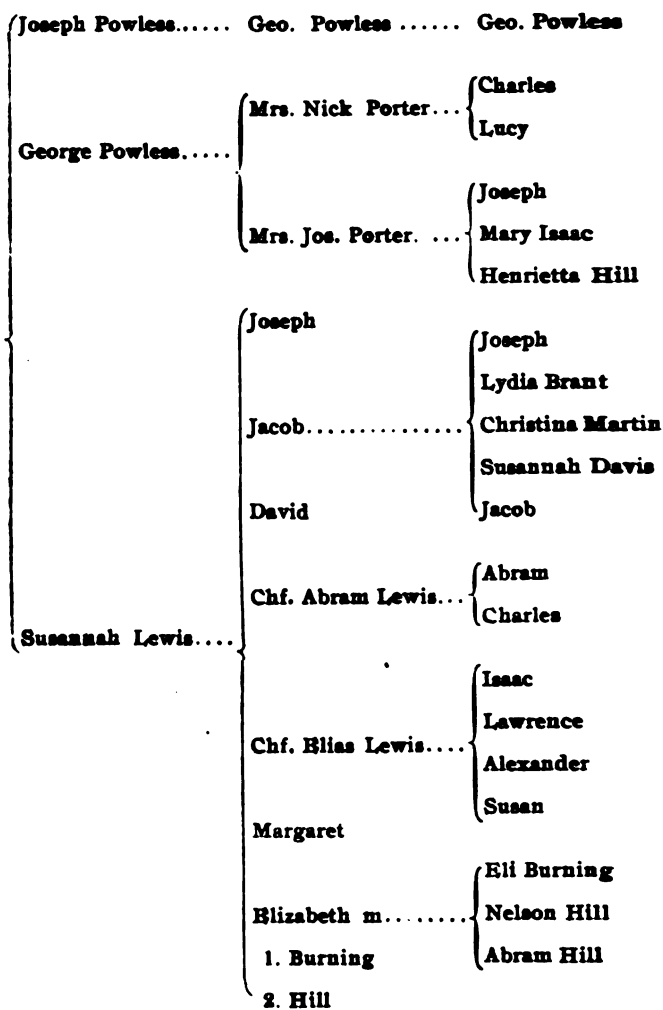 Joseph Powless...... Geo. Powless ...... Geo. Powless
Charles
Mrs. Nick Porter...
Lucy
George Powless.....
Joseph
Mrs. Jos. Porter. ...
Mary Isaac
Henrietta Hill
Joseph
Joseph
Lydia Brant
Jacob...............
Christina Martin
Susannah Davis
David
Jacob
Abram
Chf. Abram Lewis...
Charles
Susannah Lewis....
Isaac
Lawrence
Chf. Elias Lewis....
Alexander
Susan
Margaret
Eli Burning
Elizabeth m........
Nelson Hill
1. Burning
Abram Hill
2. Hill